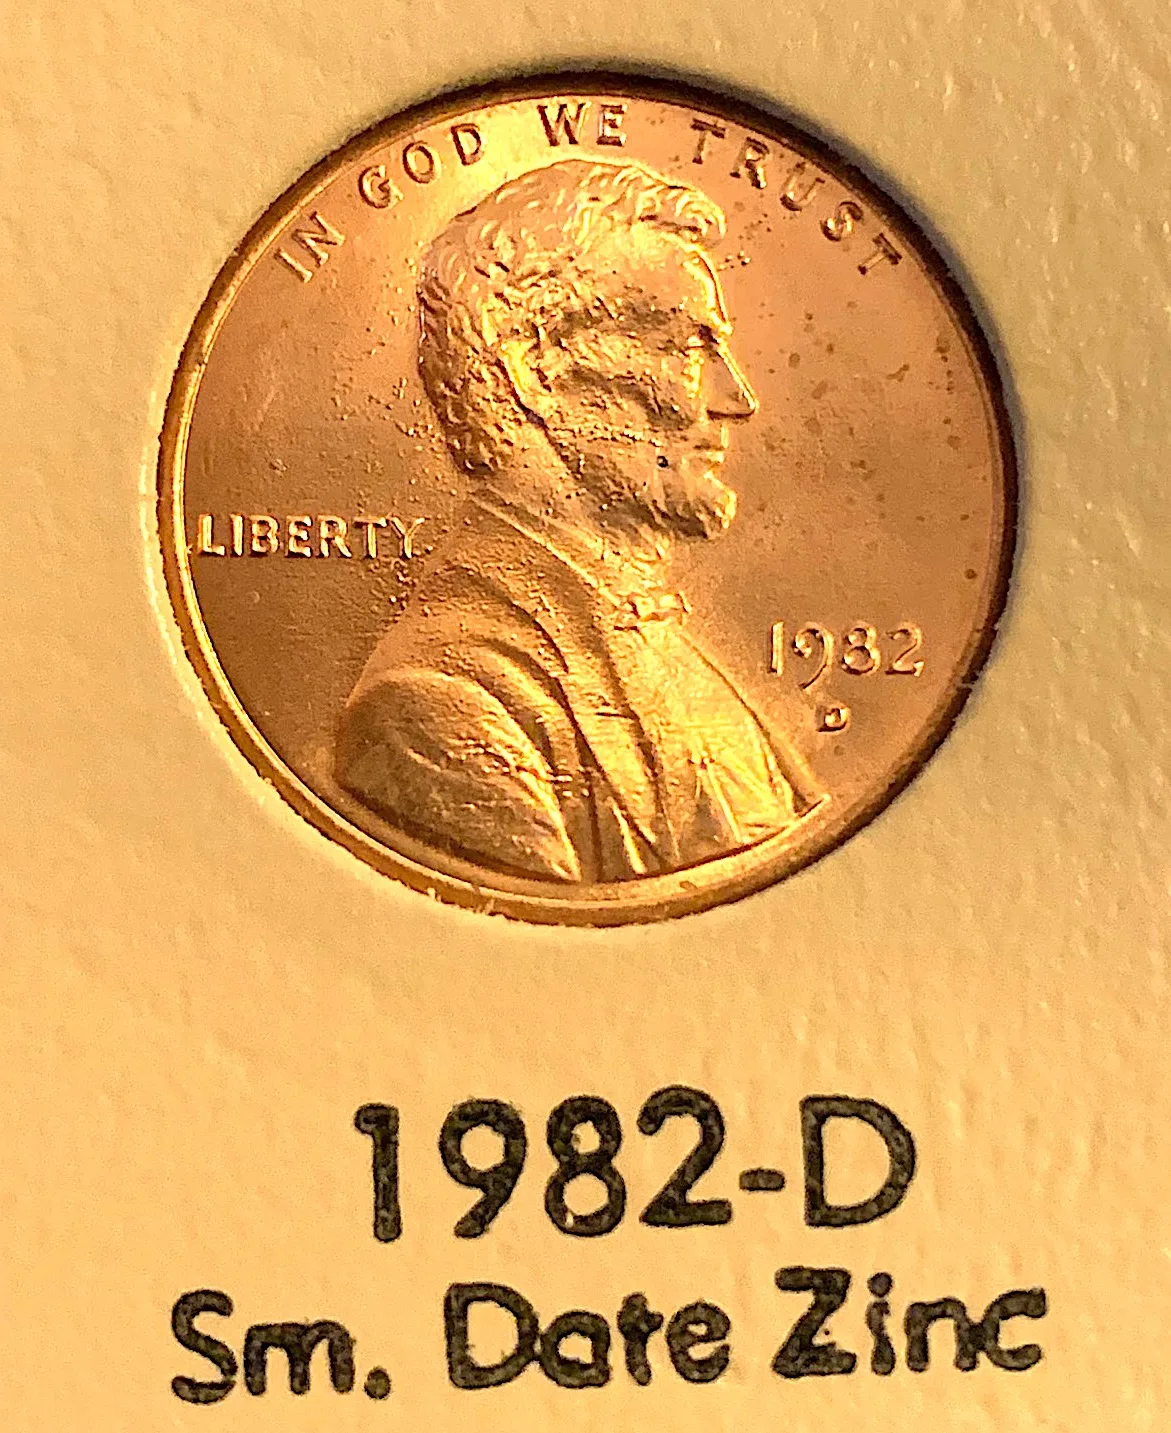 IN GOD WE TRUST
LIBERTY
1982
D
1982-D
Sm. Date Zinc